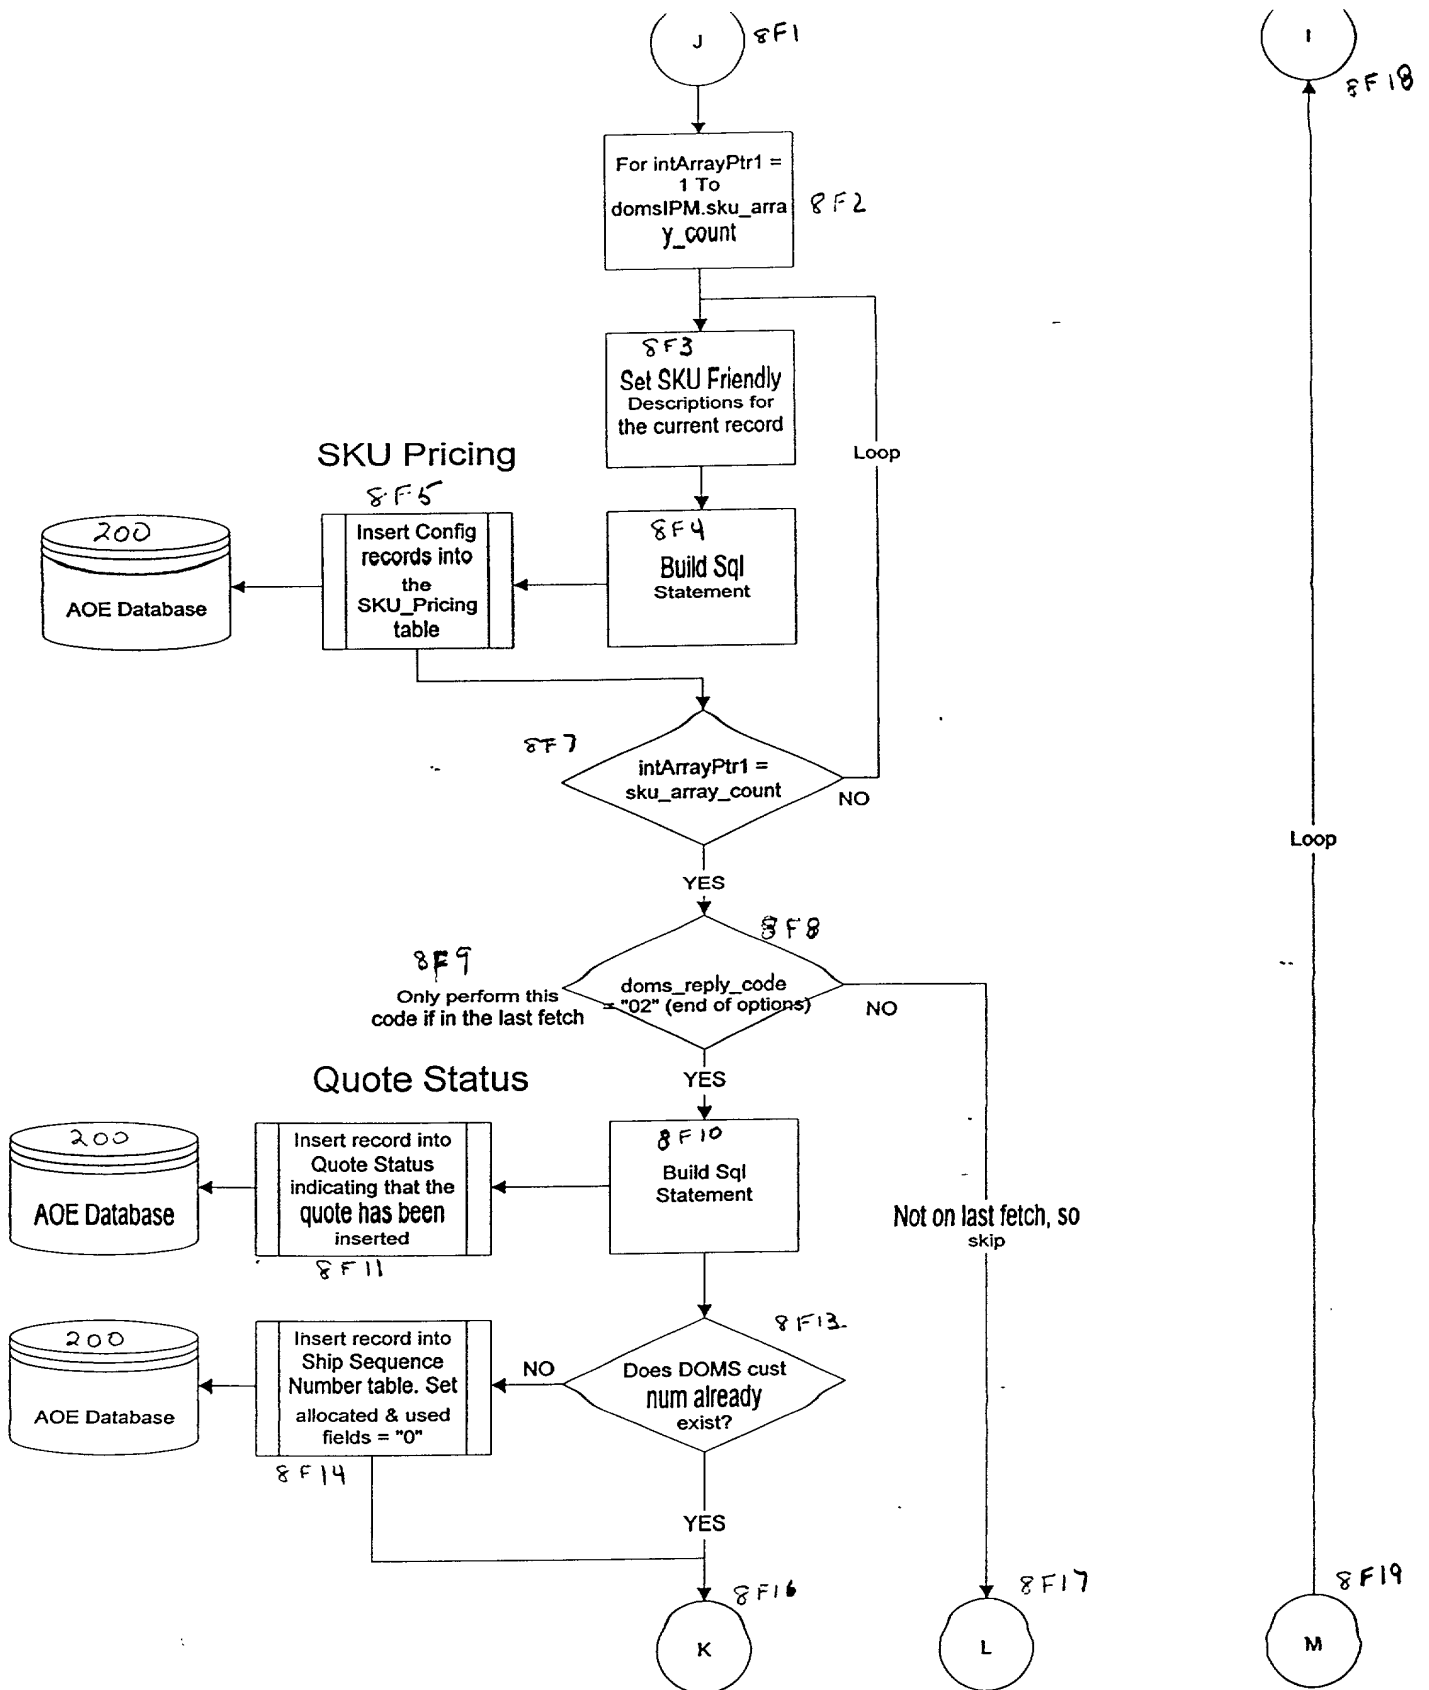 J
8F1
I
8F18
For intArrayPtr1 =
1 To
domsIPM.sku_arra
y_count
8F2
8F3
Set SKU Friendly
Descriptions for
the current record
Loop
SKU Pricing
8F5
200
AOE Database
Insert Config
records into
the
SKU_Pricing
table
8F4
Build Sql
Statement
8F7
intArrayPtr1 =
sku_array_count
NO
Loop
YES
8F8
8F9
Only perform this
code if in the last fetch
doms_reply_code
= "02" (end of options)
NO
Quote Status
YES
200
AOE Database
Insert record into
Quote Status
indicating that the
quote has been
inserted
8F11
8F10
Build Sql
Statement
Not on last fetch, so
skip
200
AOE Database
Insert record into
Ship Sequence
Number table. Set
allocated & used
fields = "0"
8F14
NO
8F13
Does DOMS cust
num already
exist?
YES
8F16
K
8F17
L
8F19
M